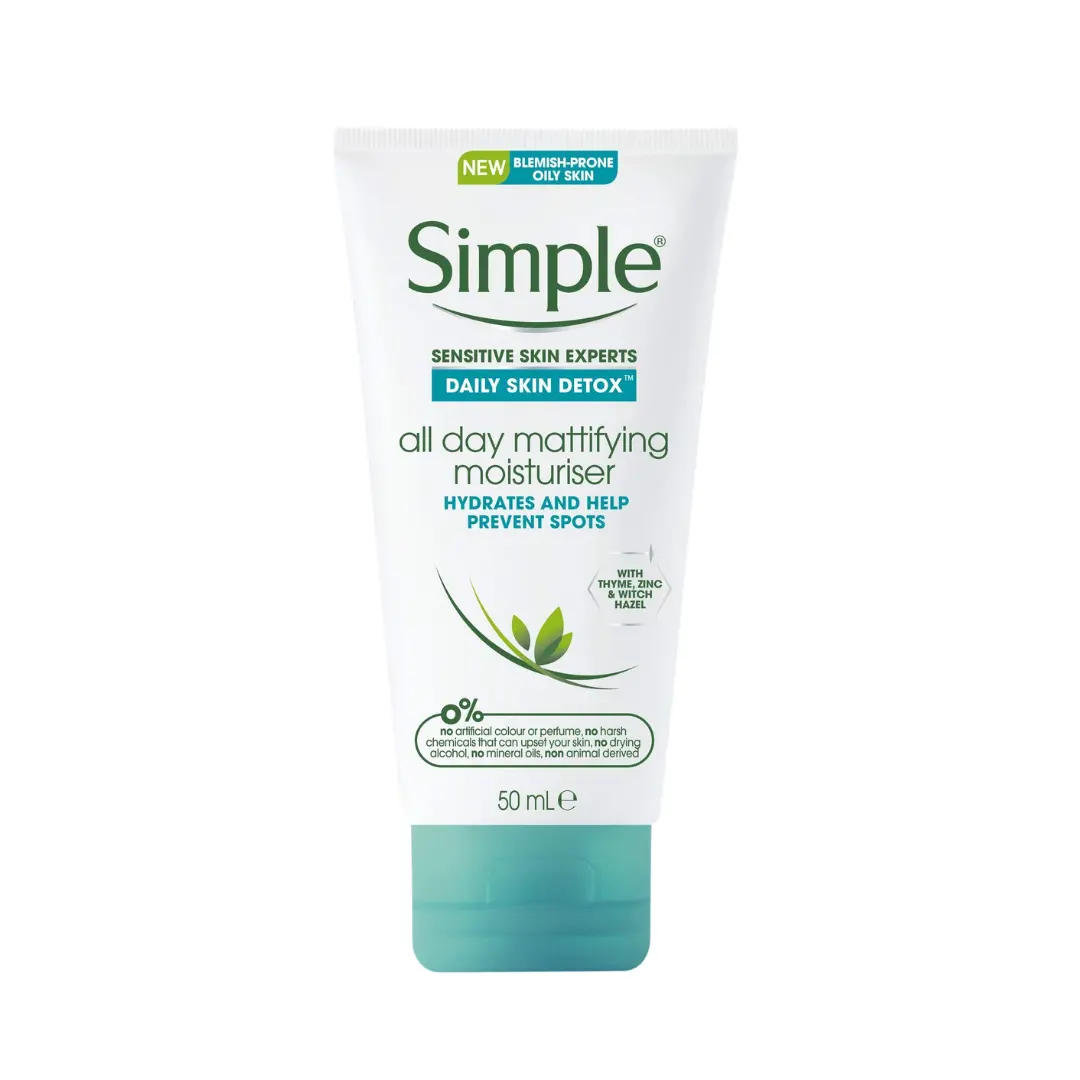 NEW
BLEMISH-PRONE
OILY SKIN
Simple®
SENSITIVE SKIN EXPERTS
DAILY SKIN DETOX™
all day mattifying
moisturiser
HYDRATES AND HELP
PREVENT SPOTS
WITH
THYME, ZINC
& WITCH
HAZEL
0%
no artificial colour or perfume, no harsh
chemicals that can upset your skin, no drying
alcohol, no mineral oils, non animal derived
50 mL ℮